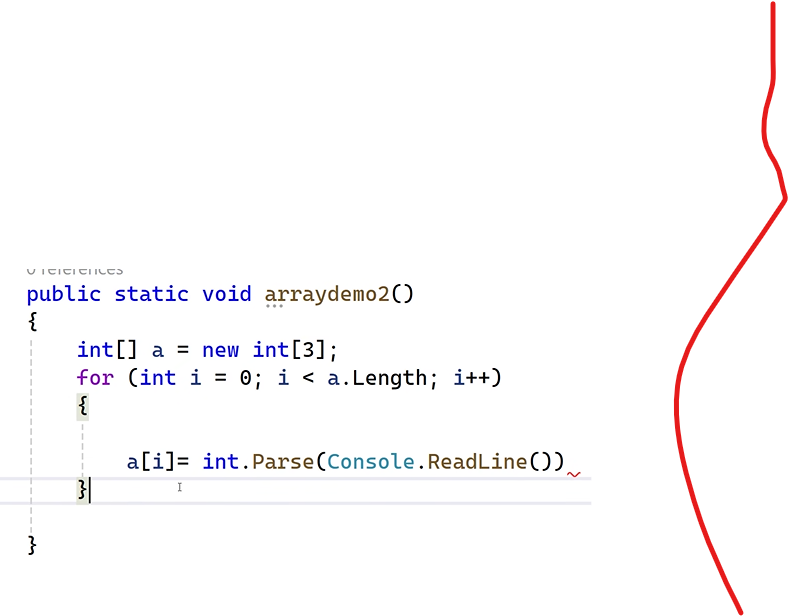 0 references
public static void arraydemo2()
{
int[] a = new int[3];
for (int i = 0; i < a.Length; i++)
{
a[i]= int.Parse(Console.ReadLine())
}
}